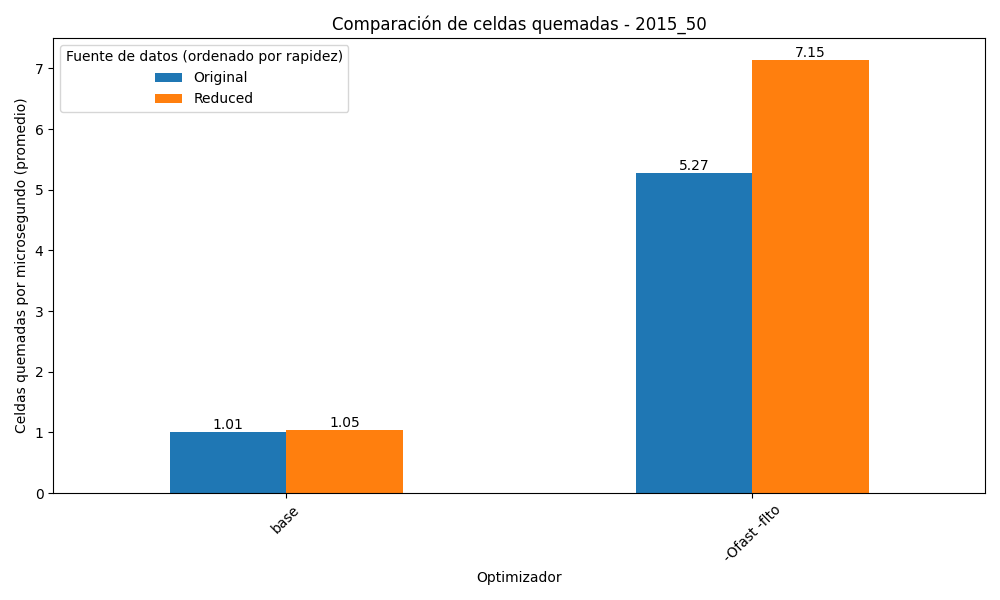 Comparación de celdas quemadas - 2015_50
Fuente de datos (ordenado por rapidez)
Original
Reduced
Celdas quemadas por microsegundo (promedio)
7
6
5
4
3
2
1
0
1.01
1.05
5.27
7.15
base
-Ofast -flto
Optimizador